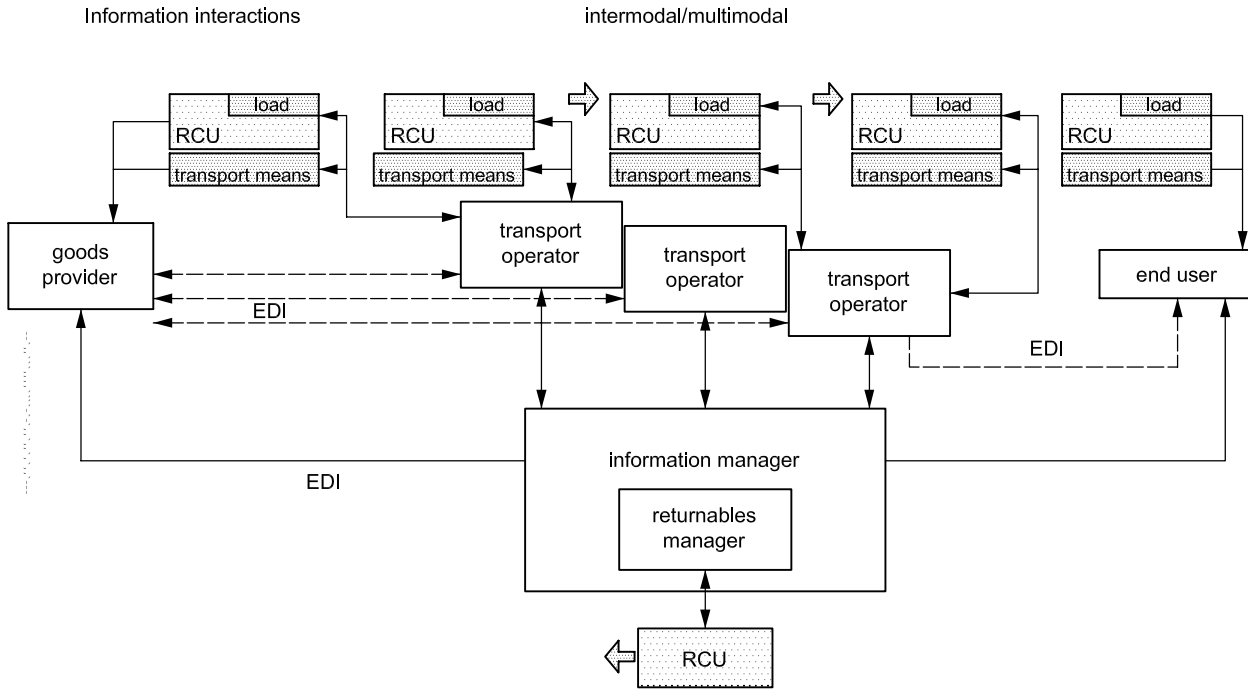 Information interactions
intermodal/multimodal
load
RCU
transport means
load
RCU
transport means
load
RCU
transport means
load
RCU
transport means
load
RCU
transport means
goods
provider
transport
operator
transport
operator
transport
operator
end user
EDI
EDI
information manager
EDI
returnables
manager
RCU